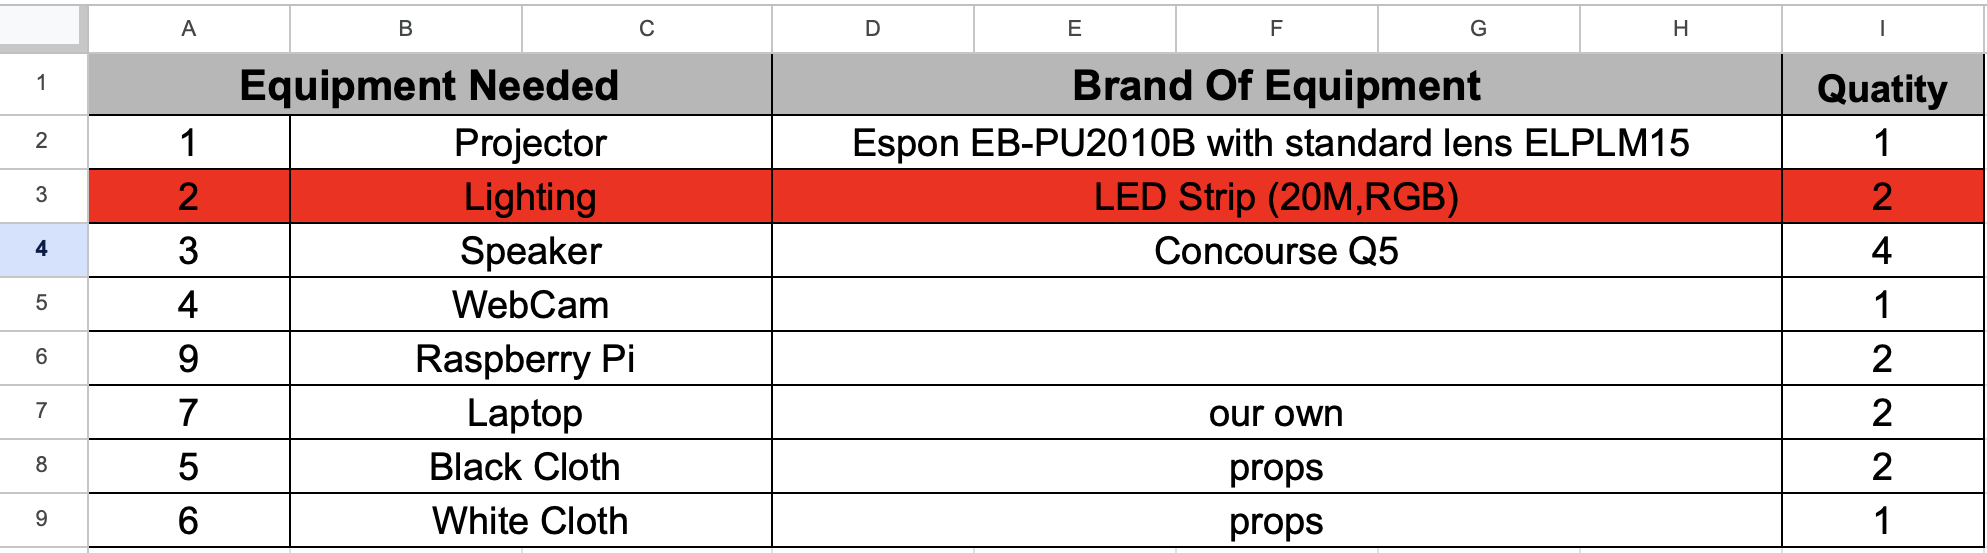 A B C D E F G H I
1 Equipment Needed Brand Of Equipment Quatity
2 1 Projector Espon EB-PU2010B with standard lens ELPLM15 1
3 2 Lighting LED Strip (20M,RGB) 2
4 3 Speaker Concourse Q5 4
5 4 WebCam 1
6 9 Raspberry Pi 2
7 7 Laptop our own 2
8 5 Black Cloth props 2
9 6 White Cloth props 1